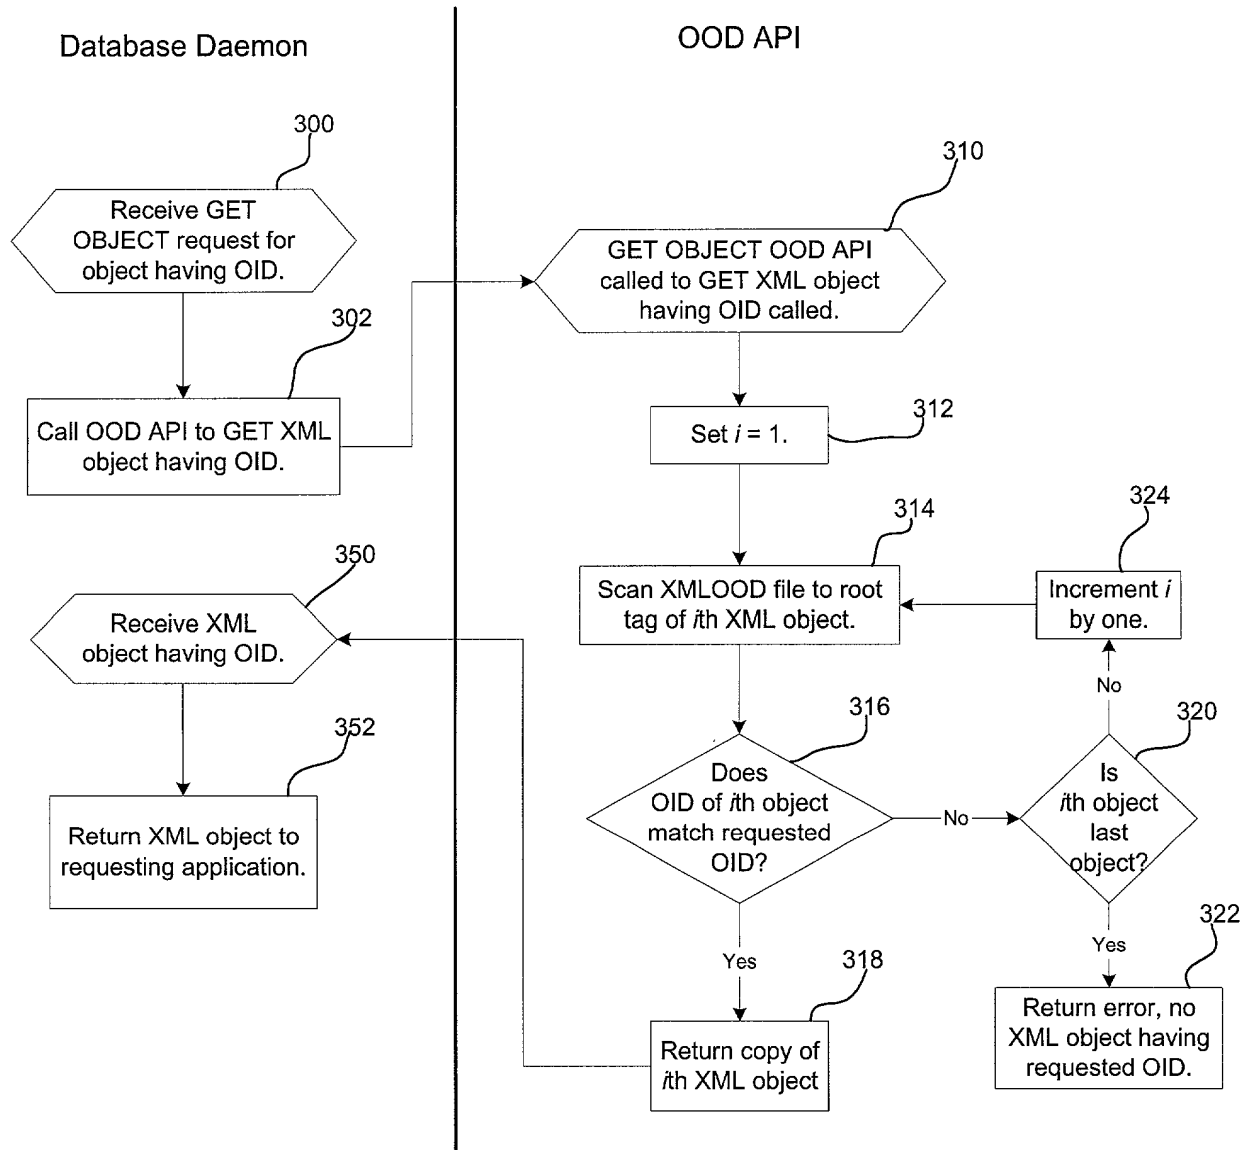 Database Daemon
OOD API
300
Receive GET
OBJECT request for
object having OID.
302
Call OOD API to GET XML
object having OID.
310
GET OBJECT OOD API
called to GET XML object
having OID called.
312
Set i = 1.
314
Scan XMLOOD file to root
tag of ith XML object.
324
Increment i
by one.
No
316
Does
OID of ith object
match requested
OID?
No
320
Is
ith object
last
object?
Yes
322
Return error, no
XML object having
requested OID.
Yes
318
Return copy of
ith XML object
350
Receive XML
object having OID.
352
Return XML object to
requesting application.